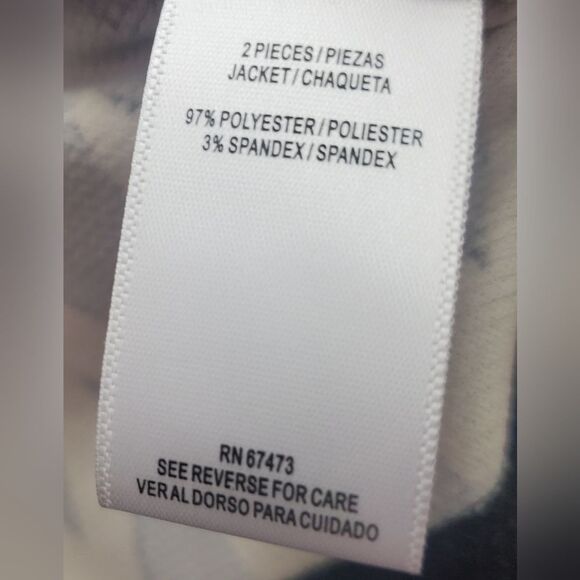 2 PIECES/PIEZAS
JACKET/CHAQUETA
97% POLYESTER/POLIESTER
3% SPANDEX/SPANDEX
RN 67473
SEE REVERSE FOR CARE
VER AL DORSO PARA CUIDADO